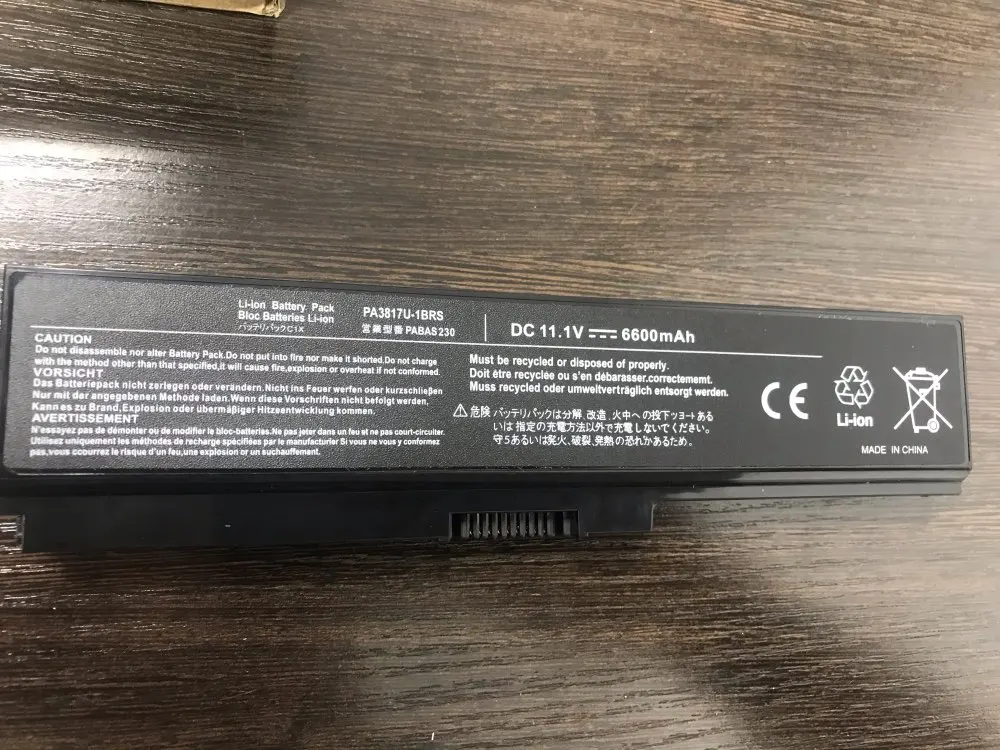 Li-ion Battery Pack
Bloc Batteries Li-ion
バッテリパックC1X
PA3817U-1BRS
営業型番 PABAS230
DC 11.1V 6600mAh
CAUTION
Do not disassemble nor alter Battery Pack.Do not put into fire nor make it shorted.Do not charge
with the method other than that specified,it will cause fire,explosion or overheat if not conformed.
VORSICHT
Das Batteriepack nicht zerlegen oder verändern.Nicht ins Feuer werfen oder kurzschließen
Nur mit der angegebenen Methode laden.Wenn diese Vorschriften nicht befolgt werden,
Kann es zu Brand,Explosion oder übermäßiger Hitzeentwicklung kommen.
AVERTISSEMENT
N'essayez pas de démonter ou de modifier le bloc-batteries.Ne pas jeter dans un feu et ne pas court-circuiter.
Utilisez uniquement les méthodes de recharge spécifiées par le manufacturier Si vous ne vous y conformez
pas,vous courrez le risque d'un feu,une explosion or un suchauffement.
Must be recycled or disposed of properly.
Doit être recyclée ou s'en débarasser.correctememt.
Muss recycled oder umweltverträglich entsorgt werden.
危険 バッテリパックは分解、改造、火中への投下ツヨートある
いは 指定の充電方法以外で充電しないでください。
守5あるいは発火、破裂、発熱の恐れかあるため。
CE
Li-ion
MADE IN CHINA